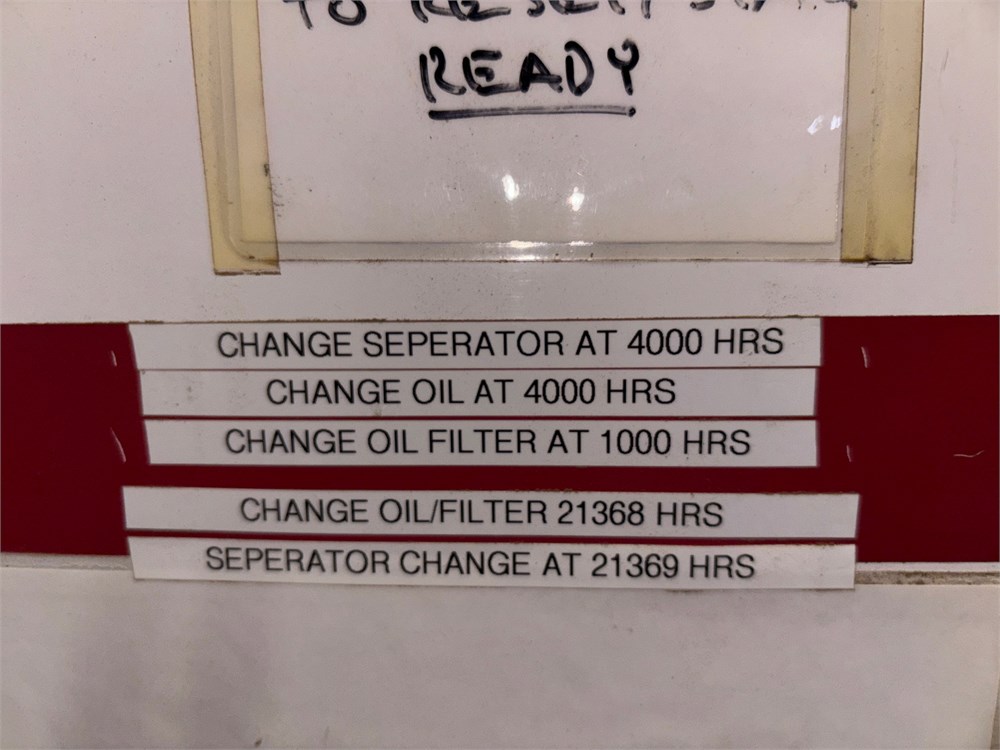 TO
READY
CHANGE SEPERATOR AT 4000 HRS
CHANGE OIL AT 4000 HRS
CHANGE OIL FILTER AT 1000 HRS
CHANGE OIL/FILTER 21368 HRS
SEPERATOR CHANGE AT 21369 HRS